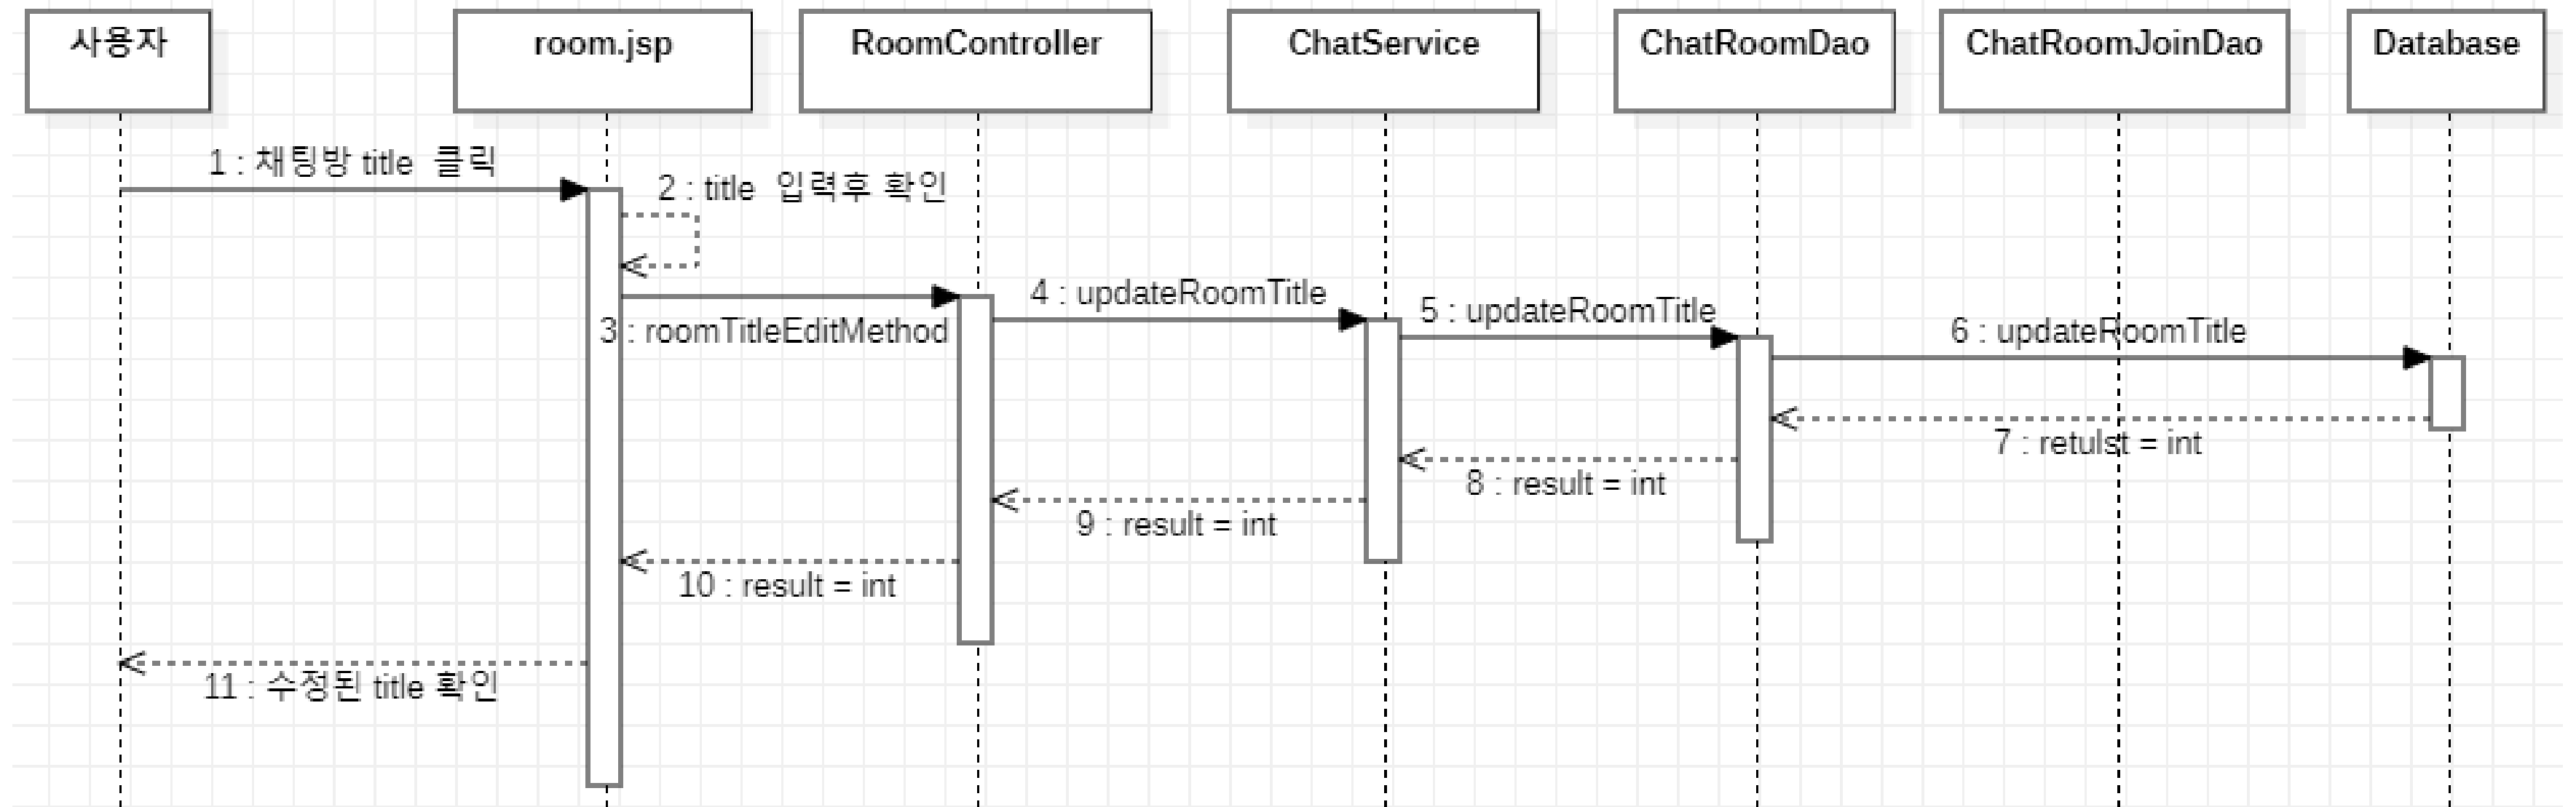 사용자
room.jsp
RoomController
ChatService
ChatRoomDao
ChatRoomJoinDao
Database
1 : 채팅방 title 클릭
2 : title 입력후 확인
3 : roomTitleEditMethod
4 : updateRoomTitle
5 : updateRoomTitle
6 : updateRoomTitle
7 : retulst = int
8 : result = int
9 : result = int
10 : result = int
11 : 수정된 title 확인